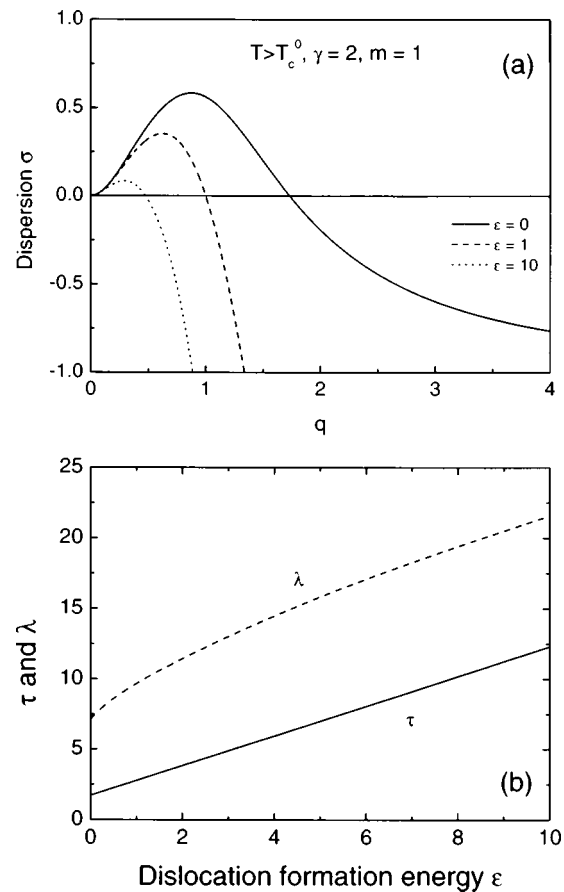 T>T_c^0, γ = 2, m = 1
(a)
1.0
0.5
0.0
-0.5
-1.0
Dispersion σ
ε = 0
ε = 1
ε = 10
0
1
2
3
4
q
25
20
15
10
5
0
τ and λ
λ
τ
(b)
0
2
4
6
8
10
Dislocation formation energy ε